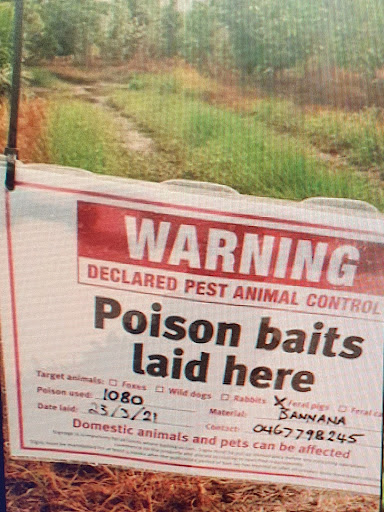 WARNING
DECLARED PEST ANIMAL CONTROL
Poison baits
laid here
Target animals: ☐ Foxes ☐ Wild dogs ☐ Rabbits X Feral pigs ☐ Feral
Poison used: 1080 Material: BANNANA
Date laid: 23/3/21 Contact: 0467798245
Domestic animals and pets can be affected